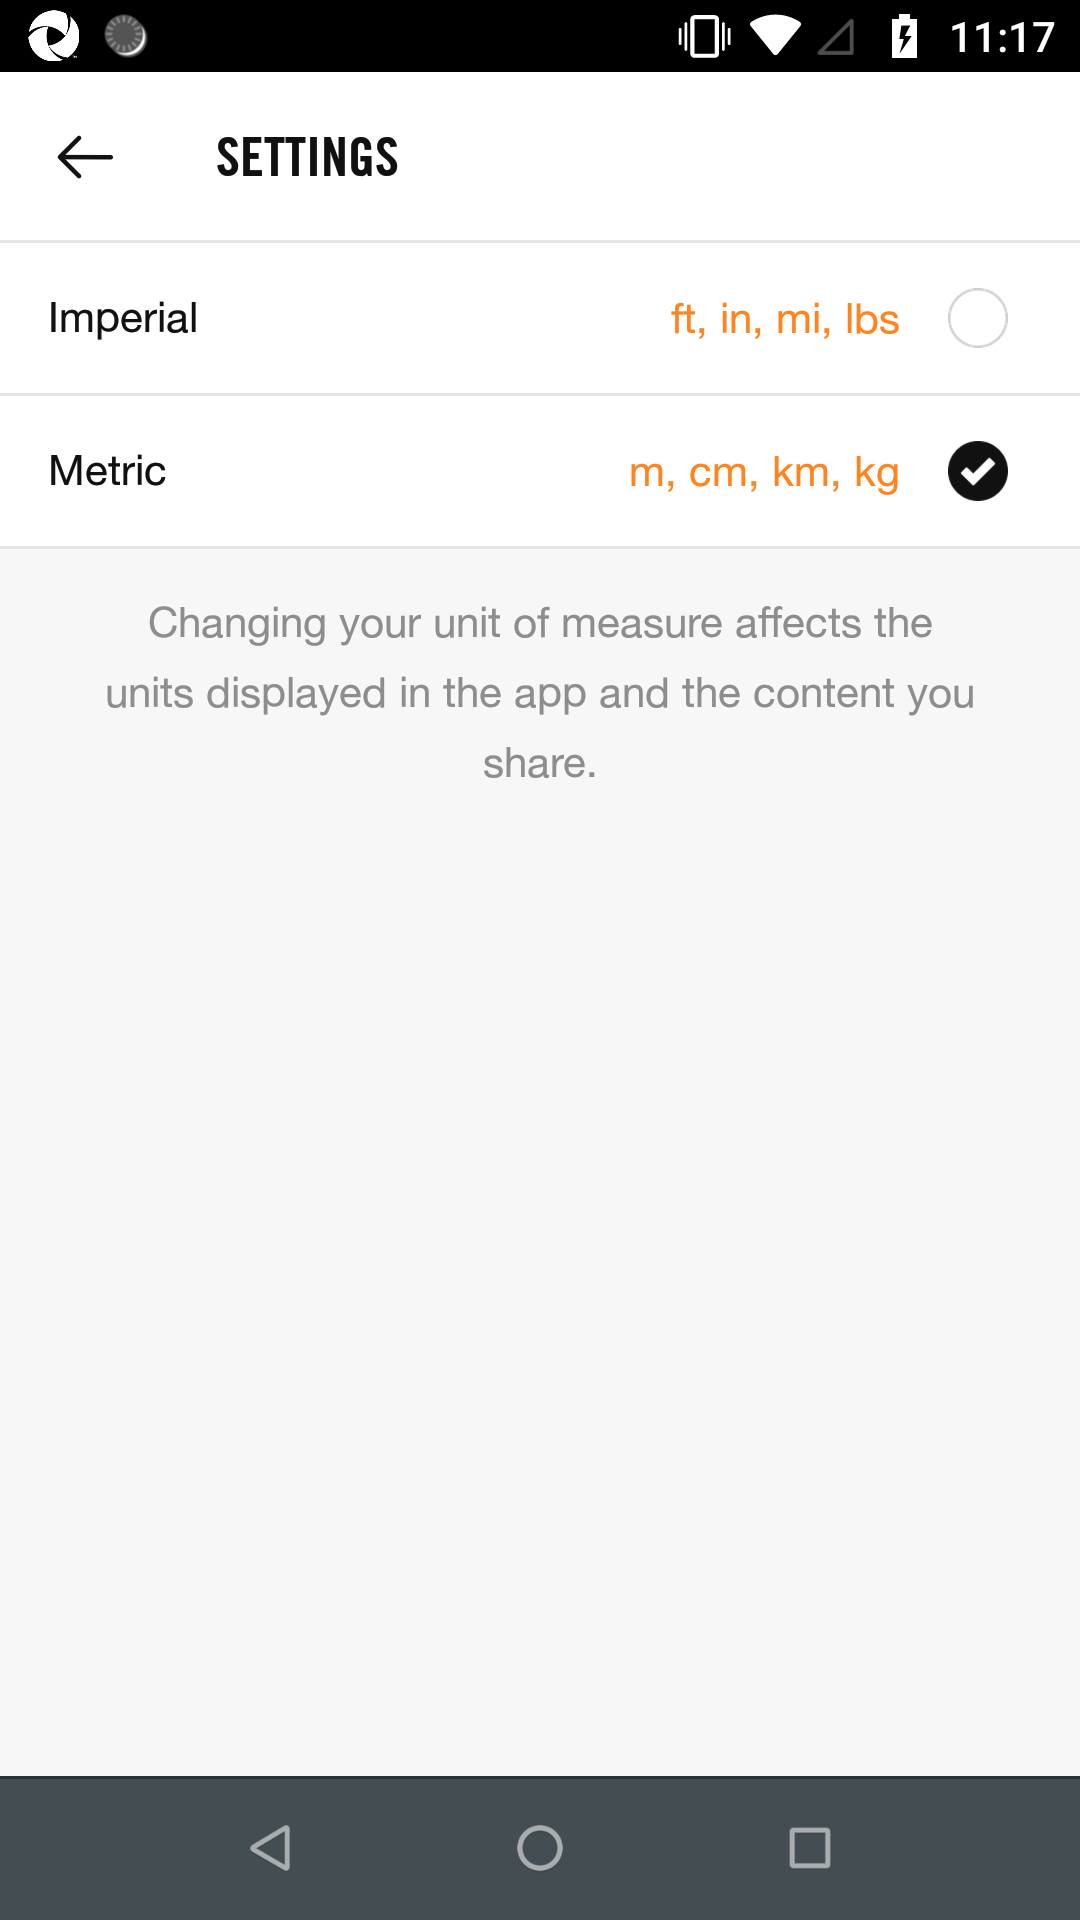 11:17
SETTINGS
Imperial ft, in, mi, lbs
Metric m, cm, km, kg
Changing your unit of measure affects the
units displayed in the app and the content you
share.